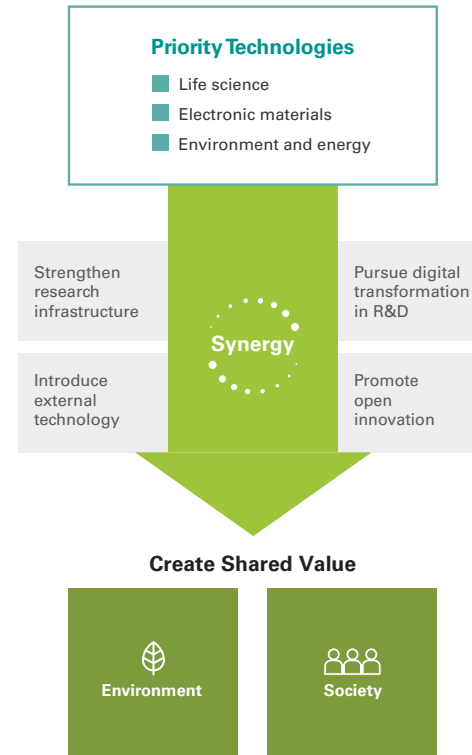 Priority Technologies
Life science
Electronic materials
Environment and energy
Strengthen
research
infrastructure
Pursue digital
transformation
in R&D
Synergy
Introduce
external
technology
Promote
open
innovation
Create Shared Value
Environment
Society